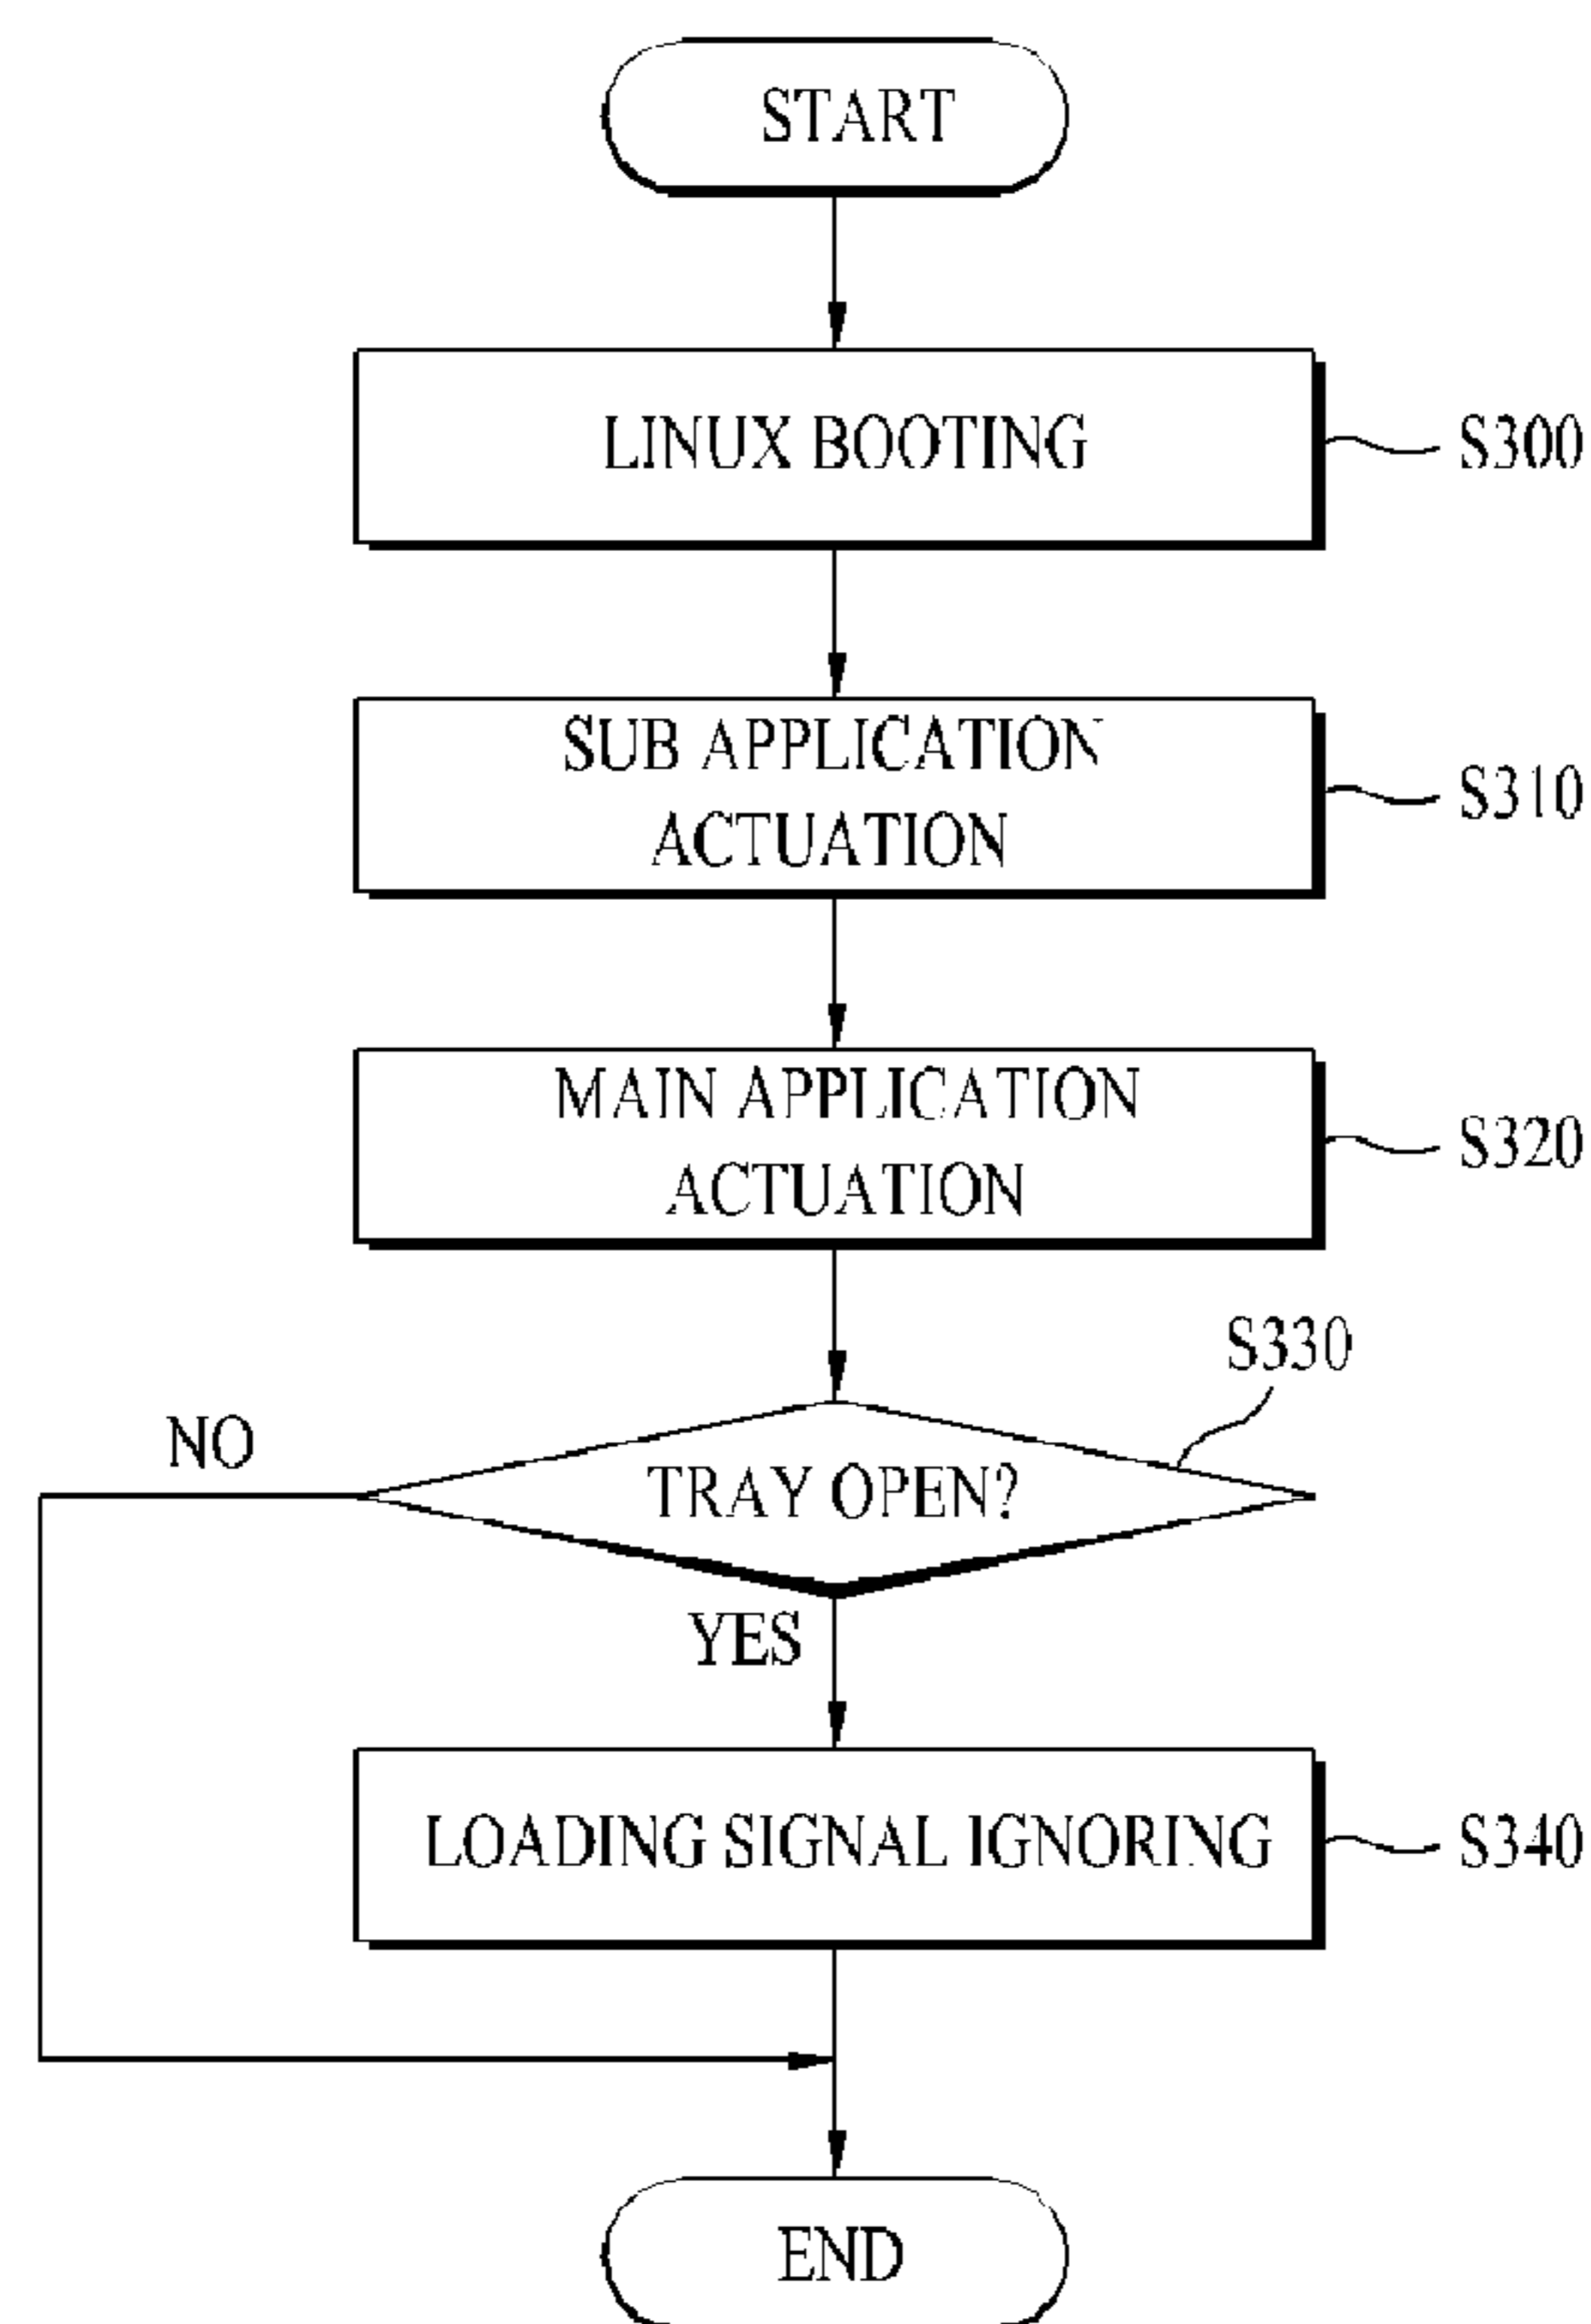 START
LINUX BOOTING
S300
SUB APPLICATION
ACTUATION
S310
MAIN APPLICATION
ACTUATION
S320
S330
NO
TRAY OPEN?
YES
LOADING SIGNAL IGNORING
S340
END